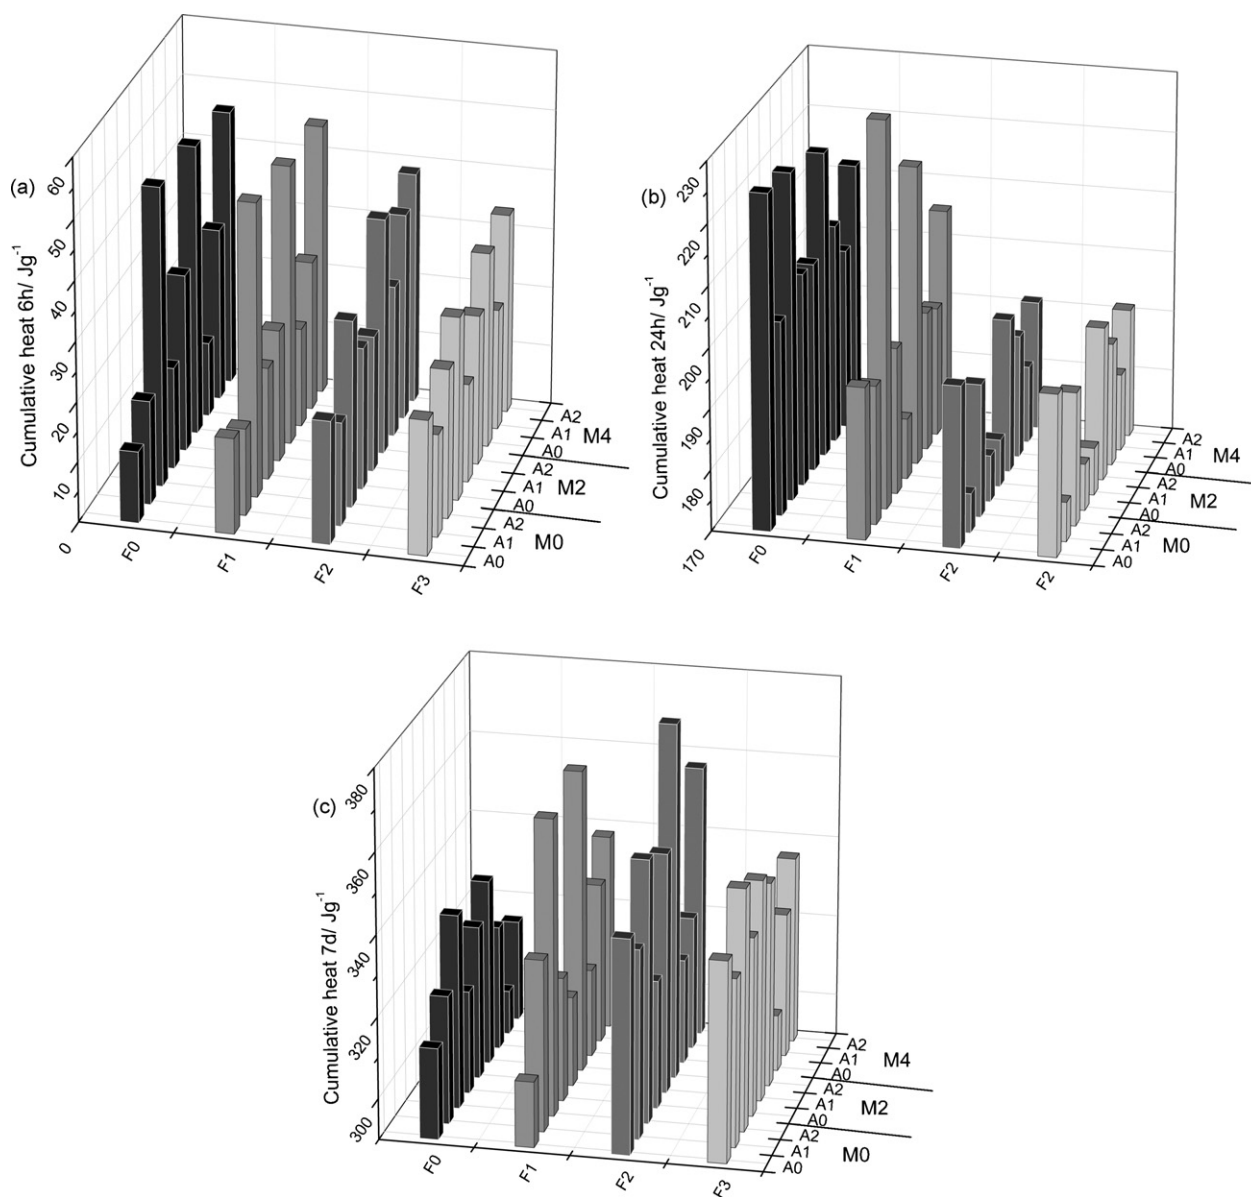 (a)
Cumulative heat 6h/ Jg⁻¹
60
50
40
30
20
10
0
F0
F1
F2
F3
A2
A1
A0
M4
A2
A1
A0
M2
A2
A1
A0
M0
(b)
Cumulative heat 24h/ Jg⁻¹
230
220
210
200
190
180
170
F0
F1
F2
F2
A2
A1
A0
M4
A2
A1
A0
M2
A2
A1
A0
M0
(c)
Cumulative heat 7d/ Jg⁻¹
380
360
340
320
300
F0
F1
F2
F3
A2
A1
A0
M4
A2
A1
A0
M2
A2
A1
A0
M0